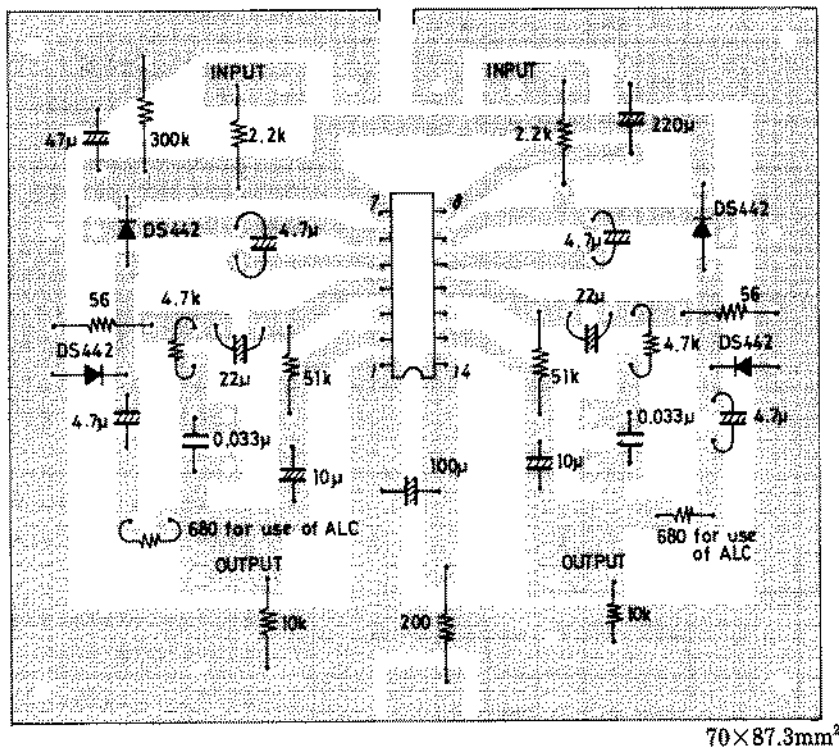 INPUT
INPUT
47μ
300k
2.2k
2.2k
220μ
7
8
DS442
4.7μ
4.7μ
DS442
56
4.7k
22μ
56
DS442
22μ
51k
1
14
51k
4.7k
DS442
4.7μ
0.033μ
10μ
100μ
10μ
0.033μ
4.7μ
680 for use of ALC
680 for use
of ALC
OUTPUT
OUTPUT
10k
200
10k
70×87.3mm²